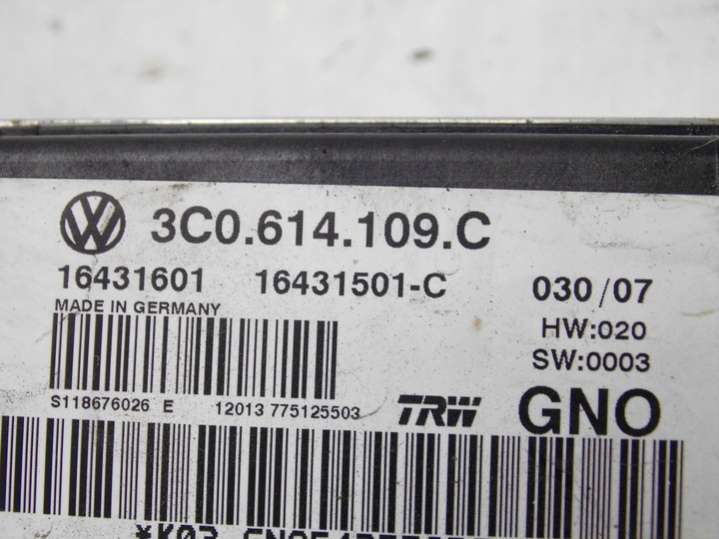 3C0.614.109.C
16431601 16431501-C 030/07
MADE IN GERMANY HW:020
SW:0003
S118676026 E 12013 775125503 TRW GNO